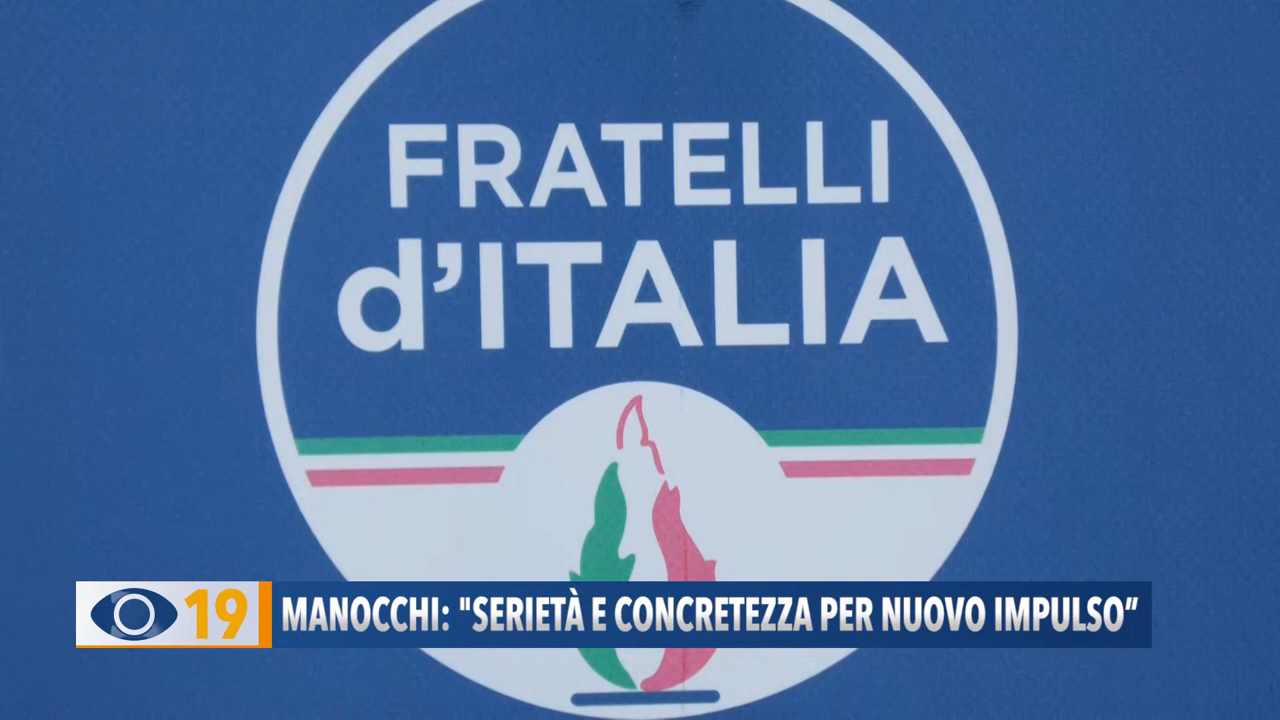 FRATELLI
d'ITALIA
19
MANOCCHI: "SERIETÀ E CONCRETEZZA PER NUOVO IMPULSO”